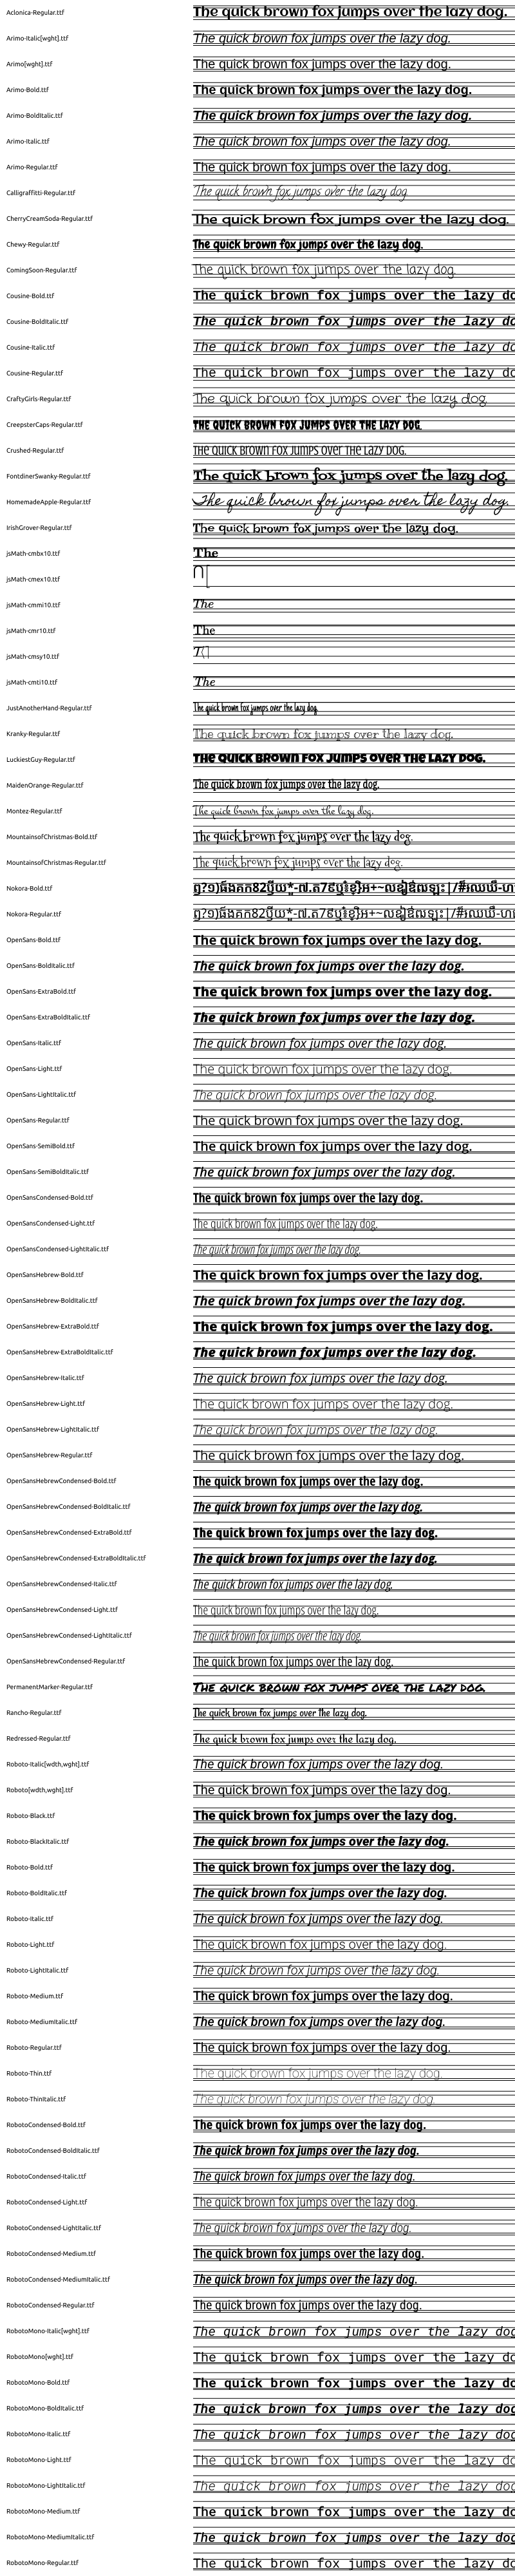 Aclonica-Regular.ttf The quick brown fox jumps over the lazy dog.
Arimo-Italic[wght].ttf The quick brown fox jumps over the lazy dog.
Arimo[wght].ttf The quick brown fox jumps over the lazy dog.
Arimo-Bold.ttf The quick brown fox jumps over the lazy dog.
Arimo-BoldItalic.ttf The quick brown fox jumps over the lazy dog.
Arimo-Italic.ttf The quick brown fox jumps over the lazy dog.
Arimo-Regular.ttf The quick brown fox jumps over the lazy dog.
Calligraffitti-Regular.ttf The quick brown fox jumps over the lazy dog
CherryCreamSoda-Regular.ttf The quick brown fox jumps over the lazy dog.
Chewy-Regular.ttf The quick brown fox jumps over the lazy dog.
ComingSoon-Regular.ttf The quick brown fox jumps over the lazy dog.
Cousine-Bold.ttf The quick brown fox jumps over the lazy do
Cousine-BoldItalic.ttf The quick brown fox jumps over the lazy do
Cousine-Italic.ttf The quick brown fox jumps over the lazy do
Cousine-Regular.ttf The quick brown fox jumps over the lazy do
CraftyGirls-Regular.ttf The quick brown fox jumps over the lazy dog.
CreepsterCaps-Regular.ttf THE QUICK BROWN FOX JUMPS OVER THE LAZY DOG.
Crushed-Regular.ttf The quick brown fox jumps over the lazy dog.
FontdinerSwanky-Regular.ttf The quick brown fox jumps over the lazy dog.
HomemadeApple-Regular.ttf The quick brown fox jumps over the lazy dog.
IrishGrover-Regular.ttf The quick brown fox jumps over the lazy dog.
jsMath-cmbx10.ttf The
jsMath-cmex10.ttf
jsMath-cmmi10.ttf The
jsMath-cmr10.ttf The
jsMath-cmsy10.ttf
jsMath-cmti10.ttf The
JustAnotherHand-Regular.ttf The quick brown fox jumps over the lazy dog.
Kranky-Regular.ttf The quick brown fox jumps over the lazy dog.
LuckiestGuy-Regular.ttf THE QUICK BROWN FOX JUMPS OVER THE LAZY DOG.
MaidenOrange-Regular.ttf The quick brown fox jumps over the lazy dog.
Montez-Regular.ttf The quick brown fox jumps over the lazy dog.
MountainsofChristmas-Bold.ttf The quick brown fox jumps over the lazy dog.
MountainsofChristmas-Regular.ttf The quick brown fox jumps over the lazy dog.
Nokora-Bold.ttf
Nokora-Regular.ttf
OpenSans-Bold.ttf The quick brown fox jumps over the lazy dog.
OpenSans-BoldItalic.ttf The quick brown fox jumps over the lazy dog.
OpenSans-ExtraBold.ttf The quick brown fox jumps over the lazy dog.
OpenSans-ExtraBoldItalic.ttf The quick brown fox jumps over the lazy dog.
OpenSans-Italic.ttf The quick brown fox jumps over the lazy dog.
OpenSans-Light.ttf The quick brown fox jumps over the lazy dog.
OpenSans-LightItalic.ttf The quick brown fox jumps over the lazy dog.
OpenSans-Regular.ttf The quick brown fox jumps over the lazy dog.
OpenSans-SemiBold.ttf The quick brown fox jumps over the lazy dog.
OpenSans-SemiBoldItalic.ttf The quick brown fox jumps over the lazy dog.
OpenSansCondensed-Bold.ttf The quick brown fox jumps over the lazy dog.
OpenSansCondensed-Light.ttf The quick brown fox jumps over the lazy dog.
OpenSansCondensed-LightItalic.ttf The quick brown fox jumps over the lazy dog.
OpenSansHebrew-Bold.ttf The quick brown fox jumps over the lazy dog.
OpenSansHebrew-BoldItalic.ttf The quick brown fox jumps over the lazy dog.
OpenSansHebrew-ExtraBold.ttf The quick brown fox jumps over the lazy dog.
OpenSansHebrew-ExtraBoldItalic.ttf The quick brown fox jumps over the lazy dog.
OpenSansHebrew-Italic.ttf The quick brown fox jumps over the lazy dog.
OpenSansHebrew-Light.ttf The quick brown fox jumps over the lazy dog.
OpenSansHebrew-LightItalic.ttf The quick brown fox jumps over the lazy dog.
OpenSansHebrew-Regular.ttf The quick brown fox jumps over the lazy dog.
OpenSansHebrewCondensed-Bold.ttf The quick brown fox jumps over the lazy dog.
OpenSansHebrewCondensed-BoldItalic.ttf The quick brown fox jumps over the lazy dog.
OpenSansHebrewCondensed-ExtraBold.ttf The quick brown fox jumps over the lazy dog.
OpenSansHebrewCondensed-ExtraBoldItalic.ttf The quick brown fox jumps over the lazy dog.
OpenSansHebrewCondensed-Italic.ttf The quick brown fox jumps over the lazy dog.
OpenSansHebrewCondensed-Light.ttf The quick brown fox jumps over the lazy dog.
OpenSansHebrewCondensed-LightItalic.ttf The quick brown fox jumps over the lazy dog.
OpenSansHebrewCondensed-Regular.ttf The quick brown fox jumps over the lazy dog.
PermanentMarker-Regular.ttf THE QUICK BROWN FOX JUMPS OVER THE LAZY DOG.
Rancho-Regular.ttf The quick brown fox jumps over the lazy dog.
Redressed-Regular.ttf The quick brown fox jumps over the lazy dog.
Roboto-Italic[wdth,wght].ttf The quick brown fox jumps over the lazy dog.
Roboto[wdth,wght].ttf The quick brown fox jumps over the lazy dog.
Roboto-Black.ttf The quick brown fox jumps over the lazy dog.
Roboto-BlackItalic.ttf The quick brown fox jumps over the lazy dog.
Roboto-Bold.ttf The quick brown fox jumps over the lazy dog.
Roboto-BoldItalic.ttf The quick brown fox jumps over the lazy dog.
Roboto-Italic.ttf The quick brown fox jumps over the lazy dog.
Roboto-Light.ttf The quick brown fox jumps over the lazy dog.
Roboto-LightItalic.ttf The quick brown fox jumps over the lazy dog.
Roboto-Medium.ttf The quick brown fox jumps over the lazy dog.
Roboto-MediumItalic.ttf The quick brown fox jumps over the lazy dog.
Roboto-Regular.ttf The quick brown fox jumps over the lazy dog.
Roboto-Thin.ttf The quick brown fox jumps over the lazy dog.
Roboto-ThinItalic.ttf The quick brown fox jumps over the lazy dog.
RobotoCondensed-Bold.ttf The quick brown fox jumps over the lazy dog.
RobotoCondensed-BoldItalic.ttf The quick brown fox jumps over the lazy dog.
RobotoCondensed-Italic.ttf The quick brown fox jumps over the lazy dog.
RobotoCondensed-Light.ttf The quick brown fox jumps over the lazy dog.
RobotoCondensed-LightItalic.ttf The quick brown fox jumps over the lazy dog.
RobotoCondensed-Medium.ttf The quick brown fox jumps over the lazy dog.
RobotoCondensed-MediumItalic.ttf The quick brown fox jumps over the lazy dog.
RobotoCondensed-Regular.ttf The quick brown fox jumps over the lazy dog.
RobotoMono-Italic[wght].ttf The quick brown fox jumps over the lazy dog
RobotoMono[wght].ttf The quick brown fox jumps over the lazy do
RobotoMono-Bold.ttf The quick brown fox jumps over the lazy do
RobotoMono-BoldItalic.ttf The quick brown fox jumps over the lazy dog
RobotoMono-Italic.ttf The quick brown fox jumps over the lazy dog
RobotoMono-Light.ttf The quick brown fox jumps over the lazy do
RobotoMono-LightItalic.ttf The quick brown fox jumps over the lazy dog
RobotoMono-Medium.ttf The quick brown fox jumps over the lazy do
RobotoMono-MediumItalic.ttf The quick brown fox jumps over the lazy dog
RobotoMono-Regular.ttf The quick brown fox jumps over the lazy do